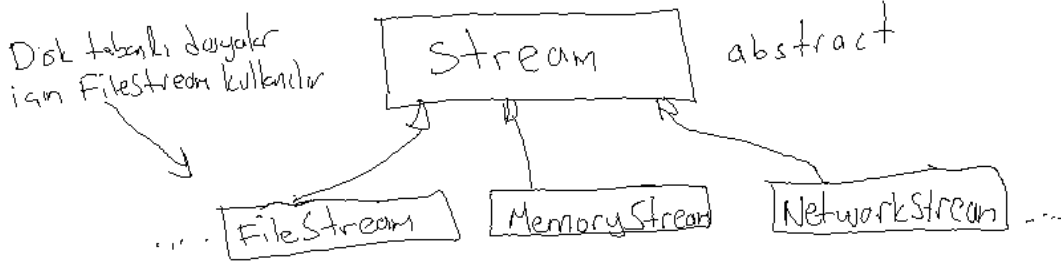 Disk tabanlı dosyalar
için FileStream kullanılır
Stream
abstract
..... FileStream
MemoryStream
NetworkStream .....